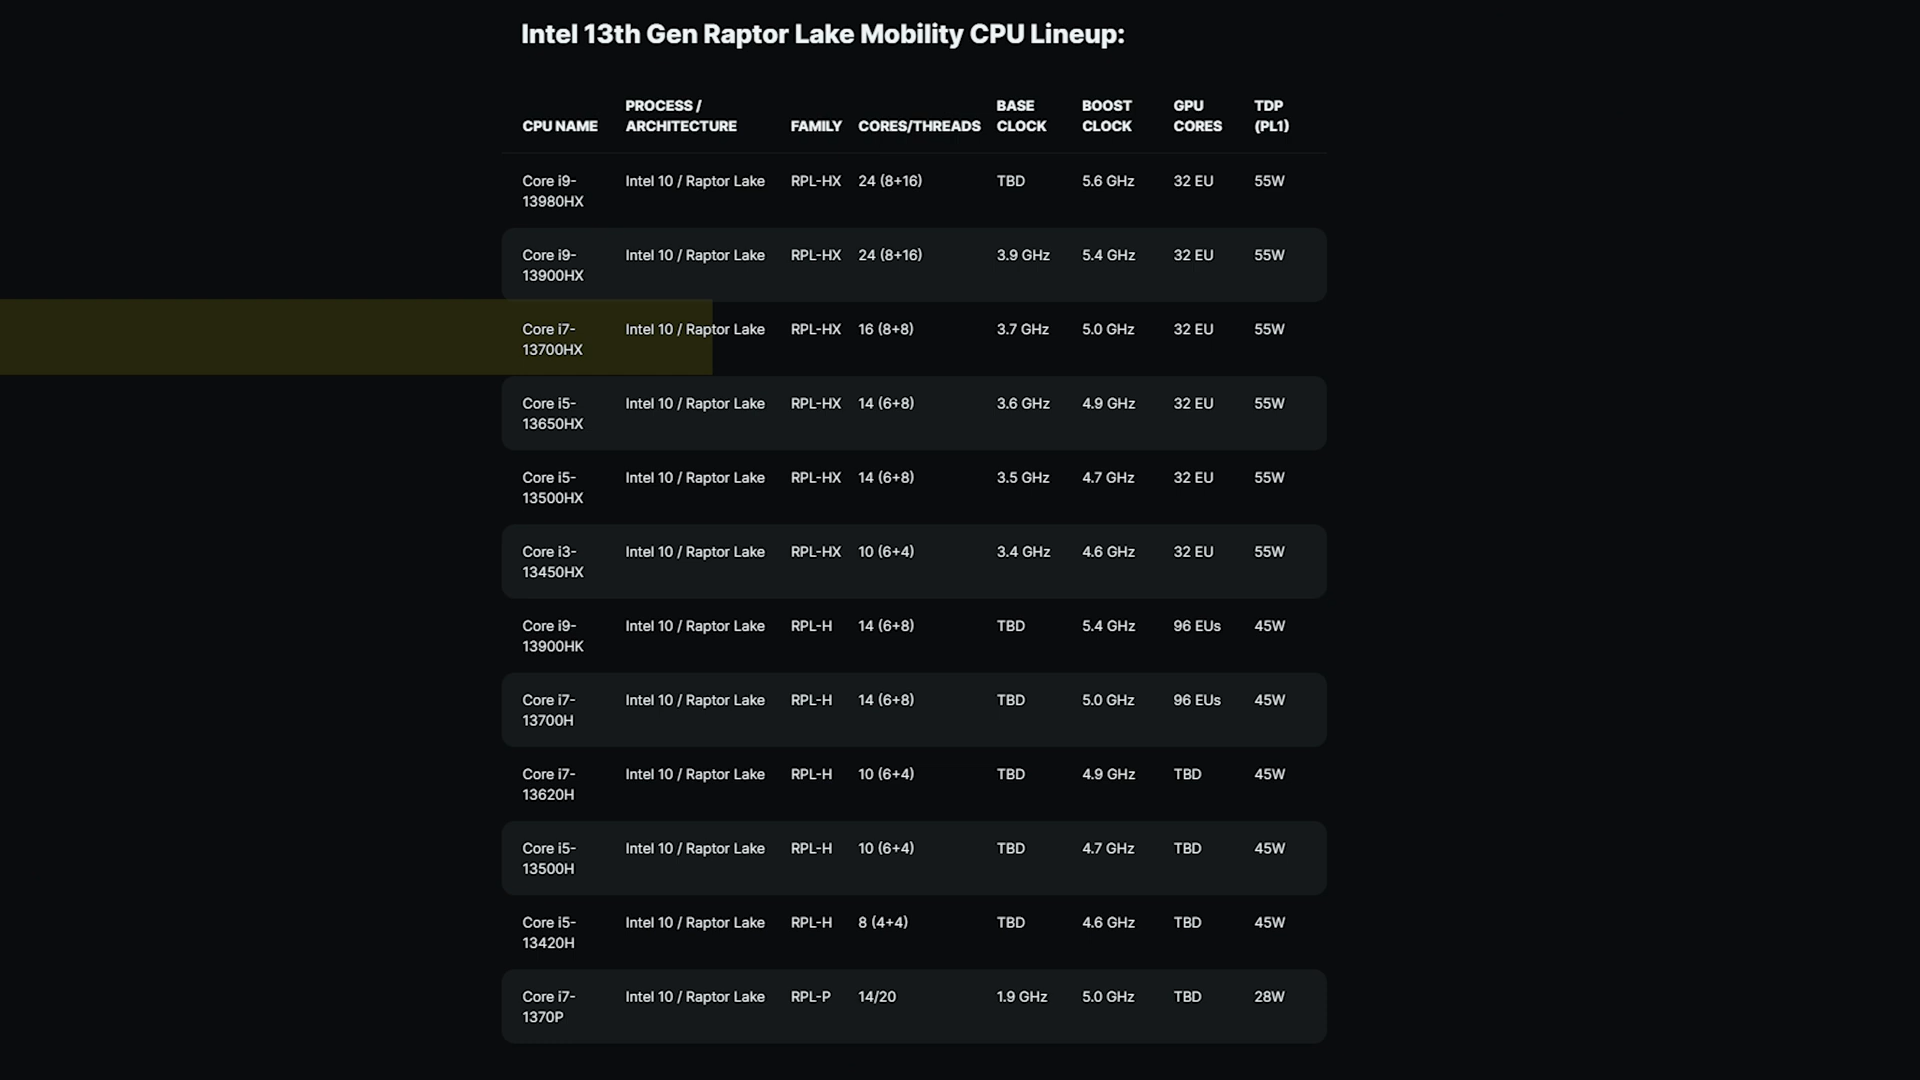 Intel 13th Gen Raptor Lake Mobility CPU Lineup:
CPU NAME PROCESS / ARCHITECTURE FAMILY CORES/THREADS BASE CLOCK BOOST CLOCK GPU CORES TDP (PL1)
Core i9-13980HX Intel 10 / Raptor Lake RPL-HX 24 (8+16) TBD 5.6 GHz 32 EU 55W
Core i9-13900HX Intel 10 / Raptor Lake RPL-HX 24 (8+16) 3.9 GHz 5.4 GHz 32 EU 55W
Core i7-13700HX Intel 10 / Raptor Lake RPL-HX 16 (8+8) 3.7 GHz 5.0 GHz 32 EU 55W
Core i5-13650HX Intel 10 / Raptor Lake RPL-HX 14 (6+8) 3.6 GHz 4.9 GHz 32 EU 55W
Core i5-13500HX Intel 10 / Raptor Lake RPL-HX 14 (6+8) 3.5 GHz 4.7 GHz 32 EU 55W
Core i3-13450HX Intel 10 / Raptor Lake RPL-HX 10 (6+4) 3.4 GHz 4.6 GHz 32 EU 55W
Core i9-13900HK Intel 10 / Raptor Lake RPL-H 14 (6+8) TBD 5.4 GHz 96 EUs 45W
Core i7-13700H Intel 10 / Raptor Lake RPL-H 14 (6+8) TBD 5.0 GHz 96 EUs 45W
Core i7-13620H Intel 10 / Raptor Lake RPL-H 10 (6+4) TBD 4.9 GHz TBD 45W
Core i5-13500H Intel 10 / Raptor Lake RPL-H 10 (6+4) TBD 4.7 GHz TBD 45W
Core i5-13420H Intel 10 / Raptor Lake RPL-H 8 (4+4) TBD 4.6 GHz TBD 45W
Core i7-1370P Intel 10 / Raptor Lake RPL-P 14/20 1.9 GHz 5.0 GHz TBD 28W